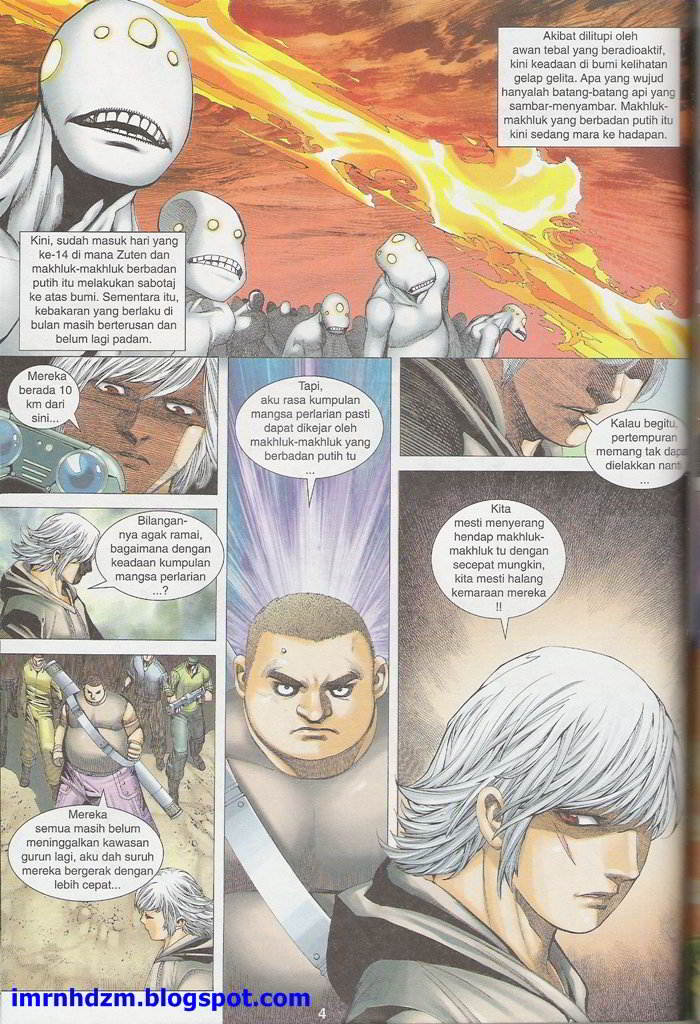 Akibat dilitupi oleh
awan tebal yang beradioaktif,
kini keadaan di bumi kelihatan
gelap gelita. Apa yang wujud
hanyalah batang-batang api yang
sambar-menyambar. Makhluk-
makhluk yang berbadan putih itu
kini sedang mara ke hadapan.
Kini, sudah masuk hari yang
ke-14 di mana Zuten dan
makhluk-makhluk berbadan
putih itu melakukan sabotaj
ke atas bumi. Sementara itu,
kebakaran yang berlaku di
bulan masih berterusan dan
belum lagi padam.
Mereka
berada 10
km dari
sini...
Bilangan-
nya agak ramai,
bagaimana dengan
keadaan kumpulan
mangsa perlarian
...?
Mereka
semua masih belum
meninggalkan kawasan
gurun lagi, aku dah suruh
mereka bergerak dengan
lebih cepat...
Tapi,
aku rasa kumpulan
mangsa perlarian pasti
dapat dikejar oleh
makhluk-makhluk yang
berbadan putih tu
...
Kalau begitu,
pertempuran
memang tak dapat
dielakkan nanti
...
Kita
mesti menyerang
hendap makhluk-
makhluk tu dengan
secepat mungkin,
kita mesti halang
kemaraan mereka
!!
imrnhdzm.blogspot.com
4